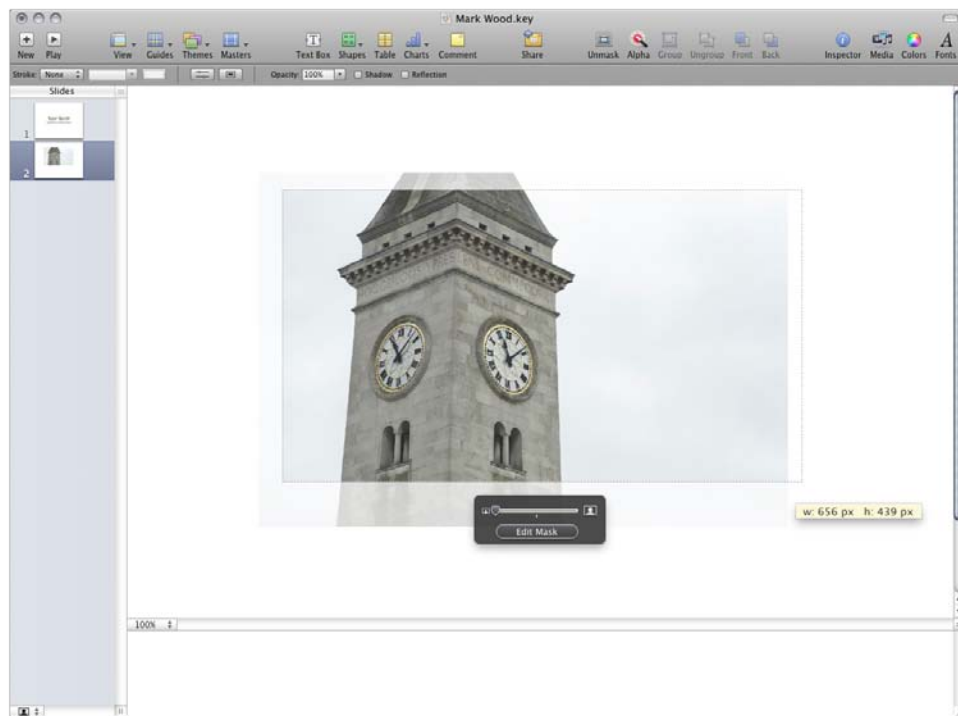 Mark Wood.key
New Play View Guides Themes Masters Text Box Shapes Table Charts Comment Share Unmask Alpha Group Ungroup Front Back Inspector Media Colors Fonts
Stroke: None Opacity: 100% Shadow Reflection
Slides
1
2
w: 656 px h: 439 px
Edit Mask
100%